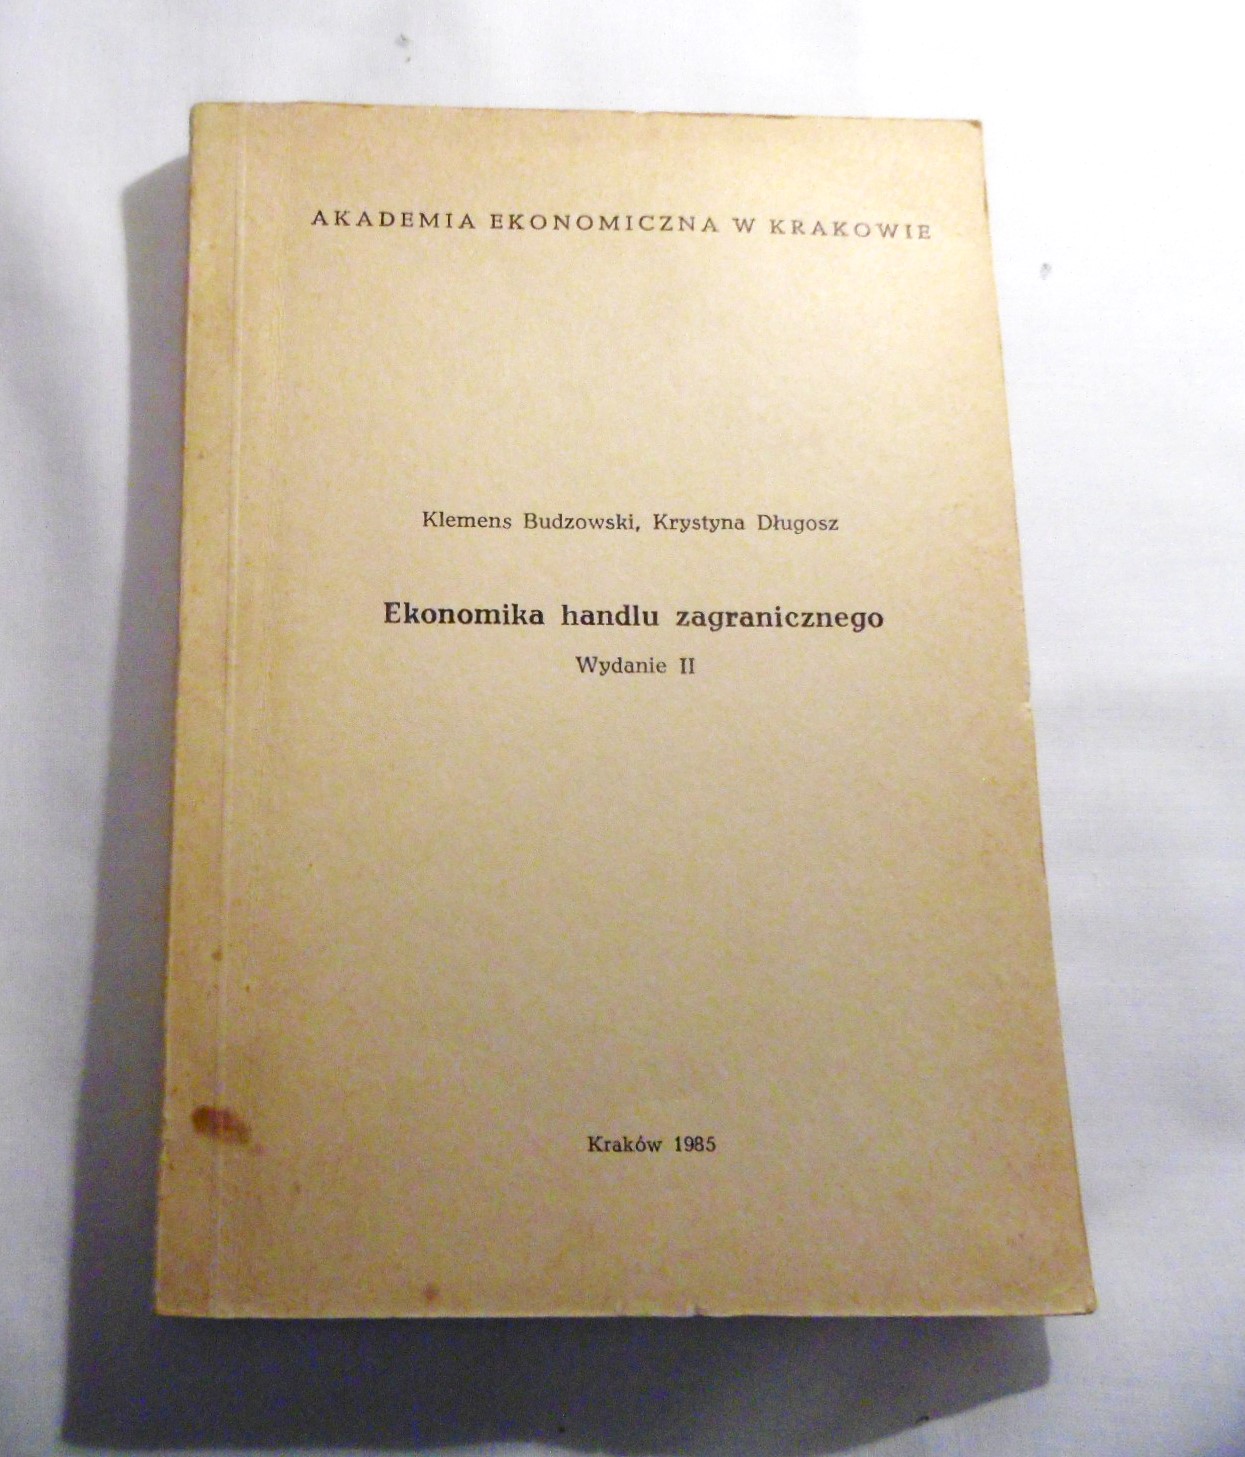 AKADEMIA EKONOMICZNA W KRAKOWIE
Klemens Budzowski, Krystyna Długosz
Ekonomika handlu zagranicznego
Wydanie II
Kraków 1985